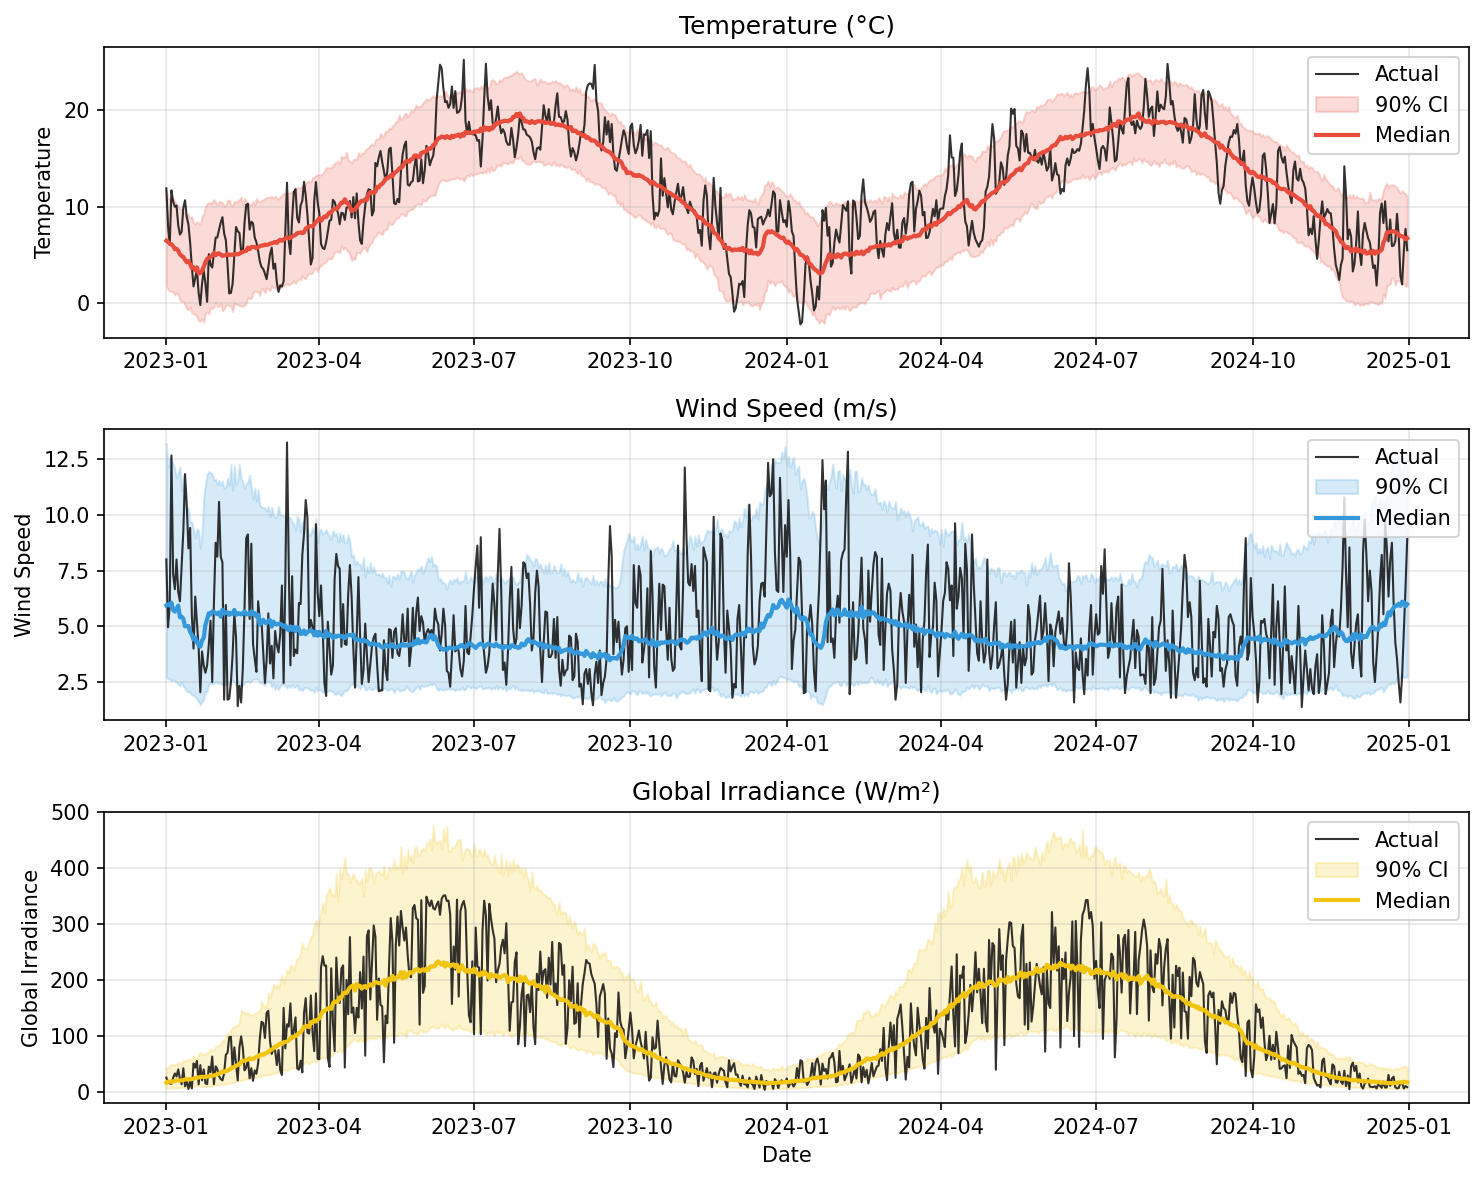 Temperature (°C)
Temperature
20
10
0
Actual
90% CI
Median
2023-01 2023-04 2023-07 2023-10 2024-01 2024-04 2024-07 2024-10 2025-01
Wind Speed (m/s)
Wind Speed
12.5
10.0
7.5
5.0
2.5
Actual
90% CI
Median
2023-01 2023-04 2023-07 2023-10 2024-01 2024-04 2024-07 2024-10 2025-01
Global Irradiance (W/m²)
Global Irradiance
500
400
300
200
100
0
Actual
90% CI
Median
2023-01 2023-04 2023-07 2023-10 2024-01 2024-04 2024-07 2024-10 2025-01
Date